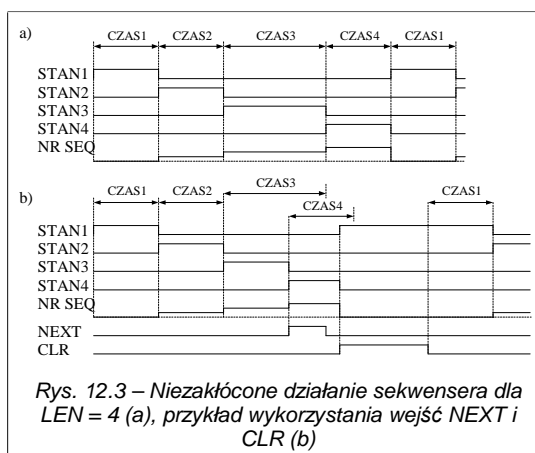 a)
CZAS1 CZAS2 CZAS3 CZAS4 CZAS1
STAN1
STAN2
STAN3
STAN4
NR SEQ
b)
CZAS3
CZAS1 CZAS2 CZAS4 CZAS1
STAN1
STAN2
STAN3
STAN4
NR SEQ
NEXT
CLR
Rys. 12.3 – Niezakłócone działanie sekwensera dla
LEN = 4 (a), przykład wykorzystania wejść NEXT i
CLR (b)